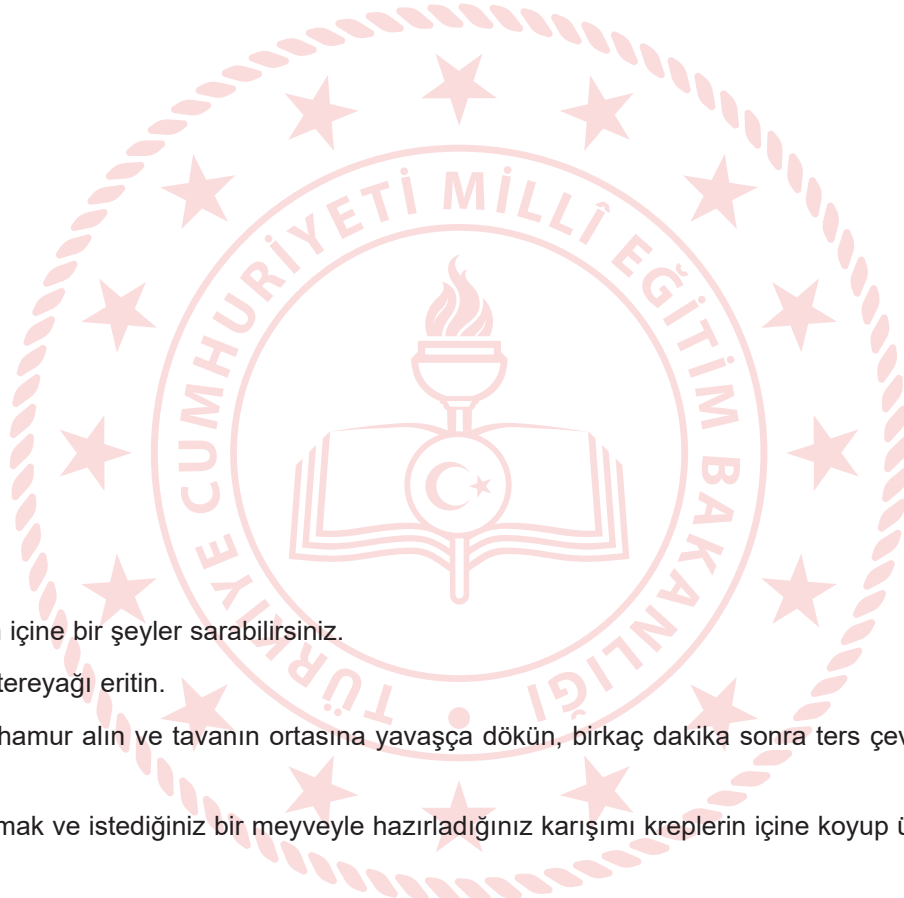 TÜRKİYE CUMHURİYETİ MİLLÎ EĞİTİM BAKANLIĞI
içine bir şeyler sarabilirsiniz.
tereyağı eritin.
hamur alın ve tavanın ortasına yavaşça dökün, birkaç dakika sonra ters çev
mak ve istediğiniz bir meyveyle hazırladığınız karışımı kreplerin içine koyup ü